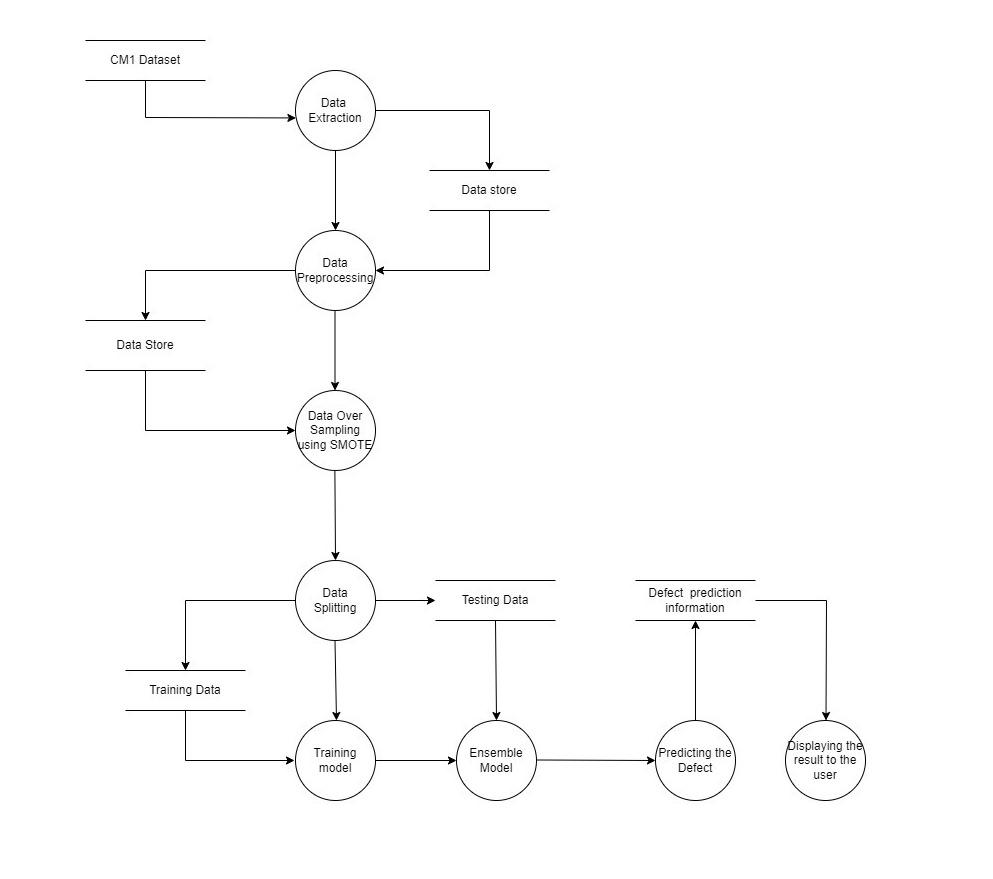 CM1 Dataset
Data
Extraction
Data store
Data
Preprocessing
Data Store
Data Over
Sampling
using SMOTE
Data
Splitting
Testing Data
Defect  prediction
information
Training Data
Training
model
Ensemble
Model
Predicting the
Defect
Displaying the
result to the
user